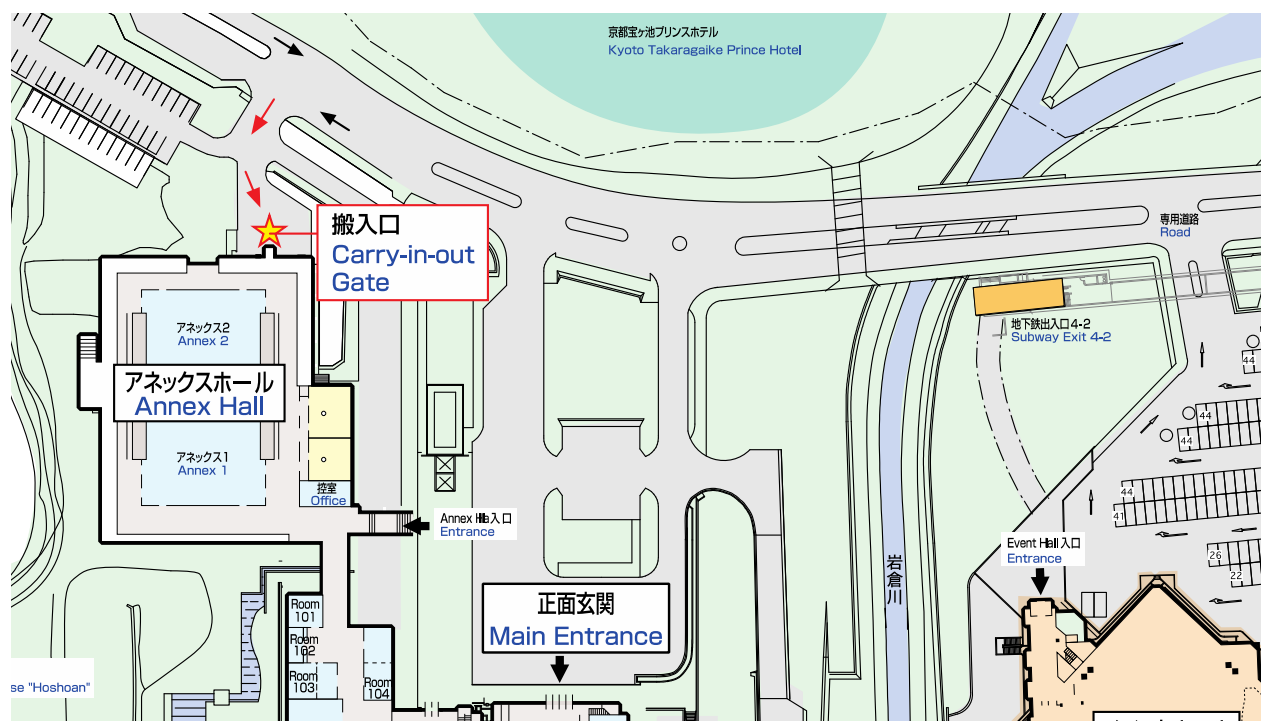 京都宝ヶ池プリンスホテル
Kyoto Takaragaike Prince Hotel
搬入口
Carry-in-out
Gate
専用道路
Road
地下鉄出入口4-2
Subway Exit 4-2
アネックス2
Annex 2
アネックスホール
Annex Hall
アネックス1
Annex 1
控室
Office
Annex Hlla入口
Entrance
44
44
44
44
41
26
22
Event Hall 入口
Entrance
岩倉川
正面玄関
Main Entrance
Room
101
Room
102
Room
103
Room
104
se "Hoshoan"